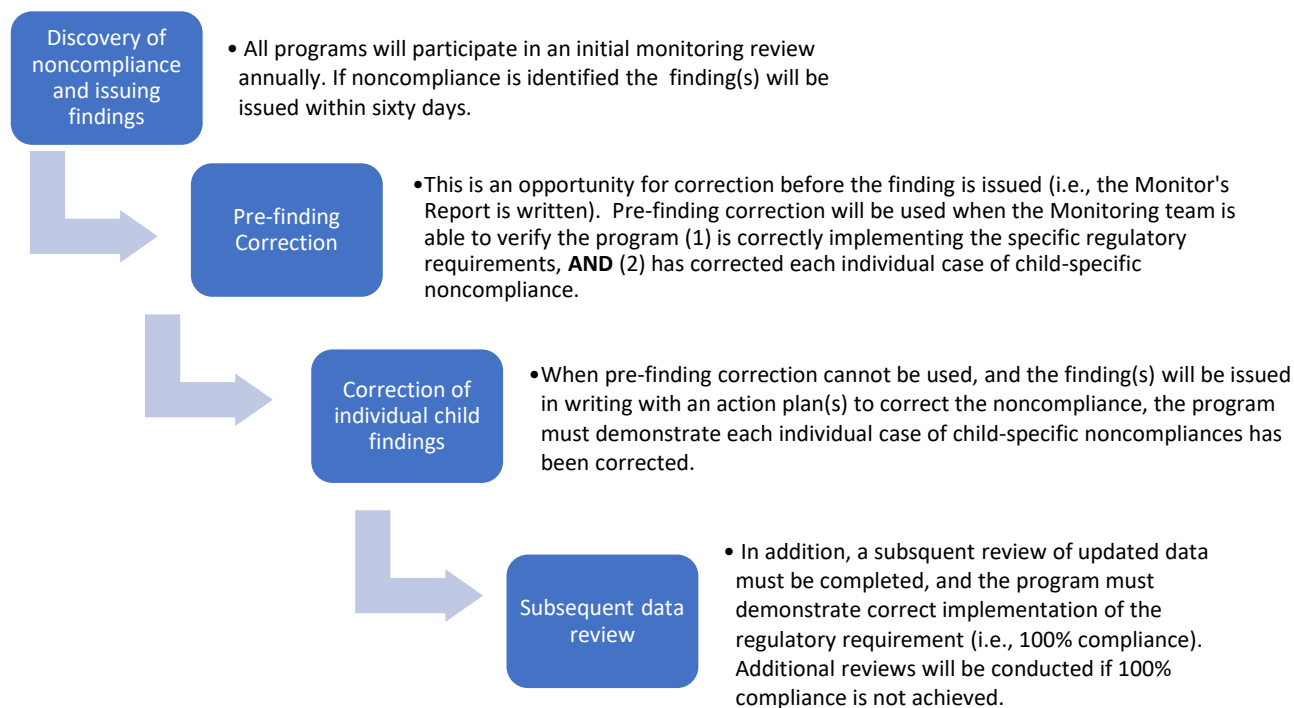 Discovery of
noncompliance
and issuing
findings
• All programs will participate in an initial monitoring review
annually. If noncompliance is identified the finding(s) will be
issued within sixty days.
Pre-finding
Correction
•This is an opportunity for correction before the finding is issued (i.e., the Monitor's
Report is written). Pre-finding correction will be used when the Monitoring team is
able to verify the program (1) is correctly implementing the specific regulatory
requirements, AND (2) has corrected each individual case of child-specific
noncompliance.
Correction of
individual child
findings
•When pre-finding correction cannot be used, and the finding(s) will be issued
in writing with an action plan(s) to correct the noncompliance, the program
must demonstrate each individual case of child-specific noncompliances has
been corrected.
Subsequent data
review
• In addition, a subsquent review of updated data
must be completed, and the program must
demonstrate correct implementation of the
regulatory requirement (i.e., 100% compliance).
Additional reviews will be conducted if 100%
compliance is not achieved.